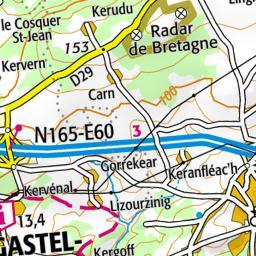 Kerudu
le Cosquer
St-Jean
153
Radar
de Bretagne
Kervern
D29
Carn
100
N165-E60
3
Gorrekear
Keranfléac'h
Kervénal
Lizourzinig
13,4
GASTEL-
Kergoff